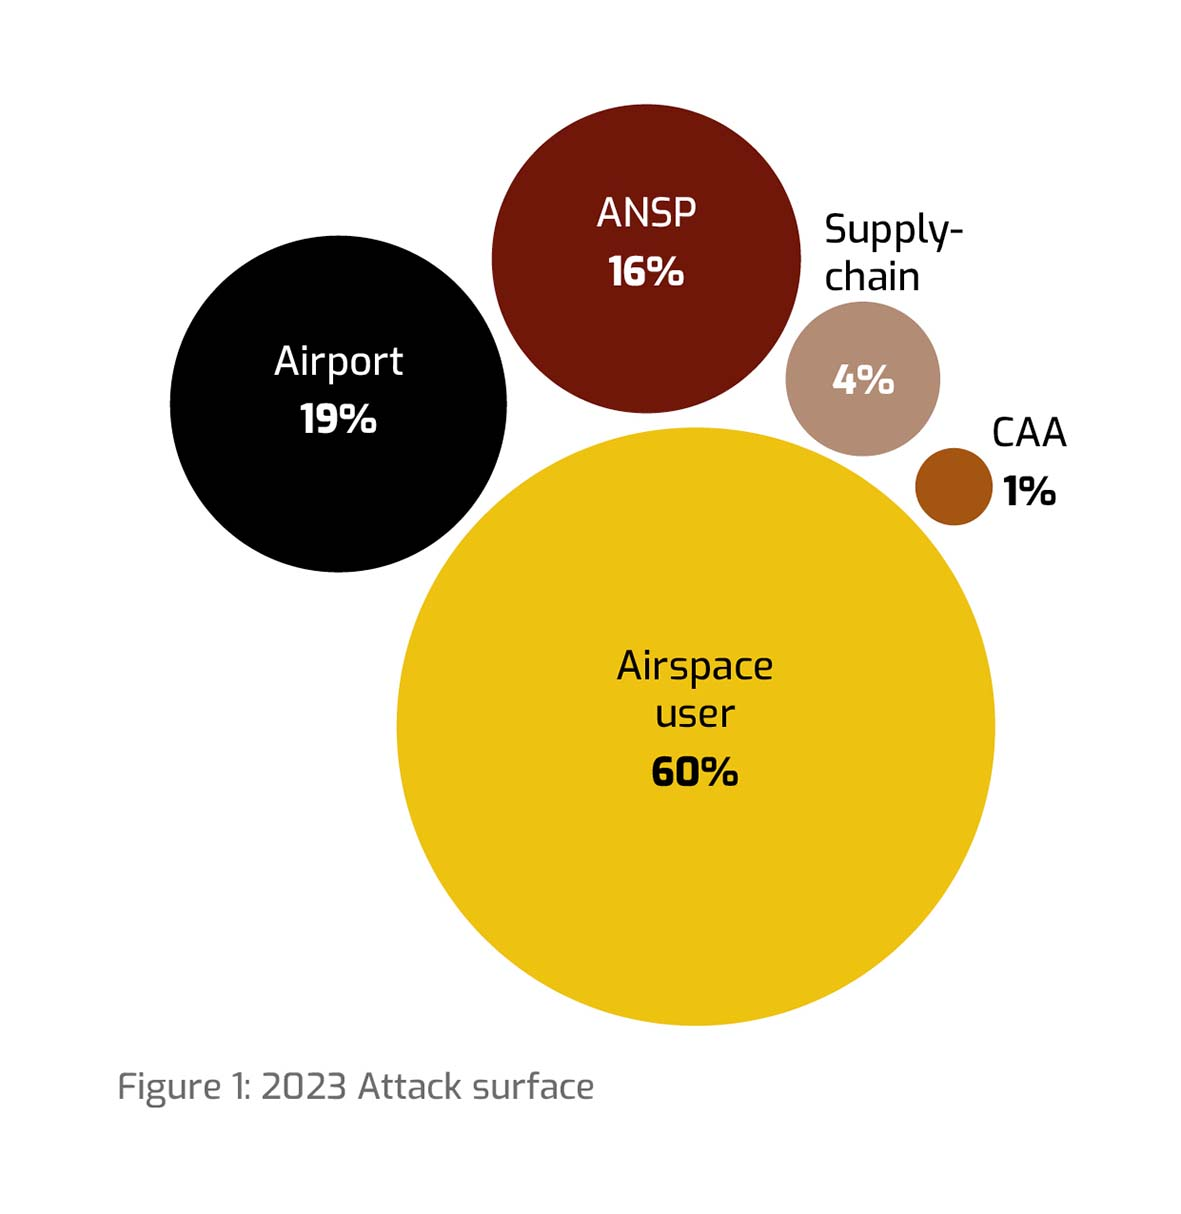 ANSP
16%
Supply-
chain
4%
Airport
19%
CAA
1%
Airspace
user
60%
Figure 1: 2023 Attack surface